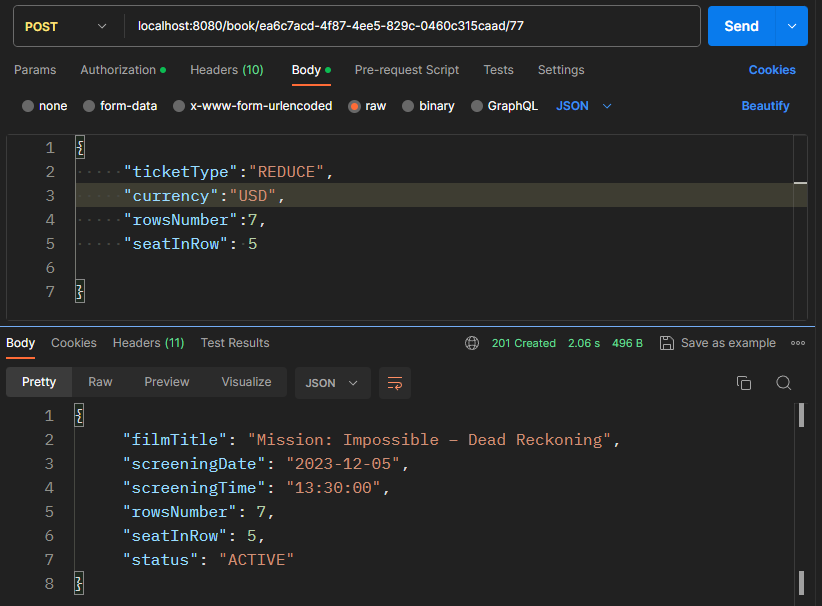 POST localhost:8080/book/ea6c7acd-4f87-4ee5-829c-0460c315caad/77 Send
Params Authorization Headers (10) Body Pre-request Script Tests Settings Cookies
none form-data x-www-form-urlencoded raw binary GraphQL JSON Beautify
1 {
2 "ticketType":"REDUCE",
3 "currency":"USD",
4 "rowsNumber":7,
5 "seatInRow": 5
6
7 }
Body Cookies Headers (11) Test Results 201 Created 2.06 s 496 B Save as example
Pretty Raw Preview Visualize JSON
1 {
2 "filmTitle": "Mission: Impossible – Dead Reckoning",
3 "screeningDate": "2023-12-05",
4 "screeningTime": "13:30:00",
5 "rowsNumber": 7,
6 "seatInRow": 5,
7 "status": "ACTIVE"
8 }